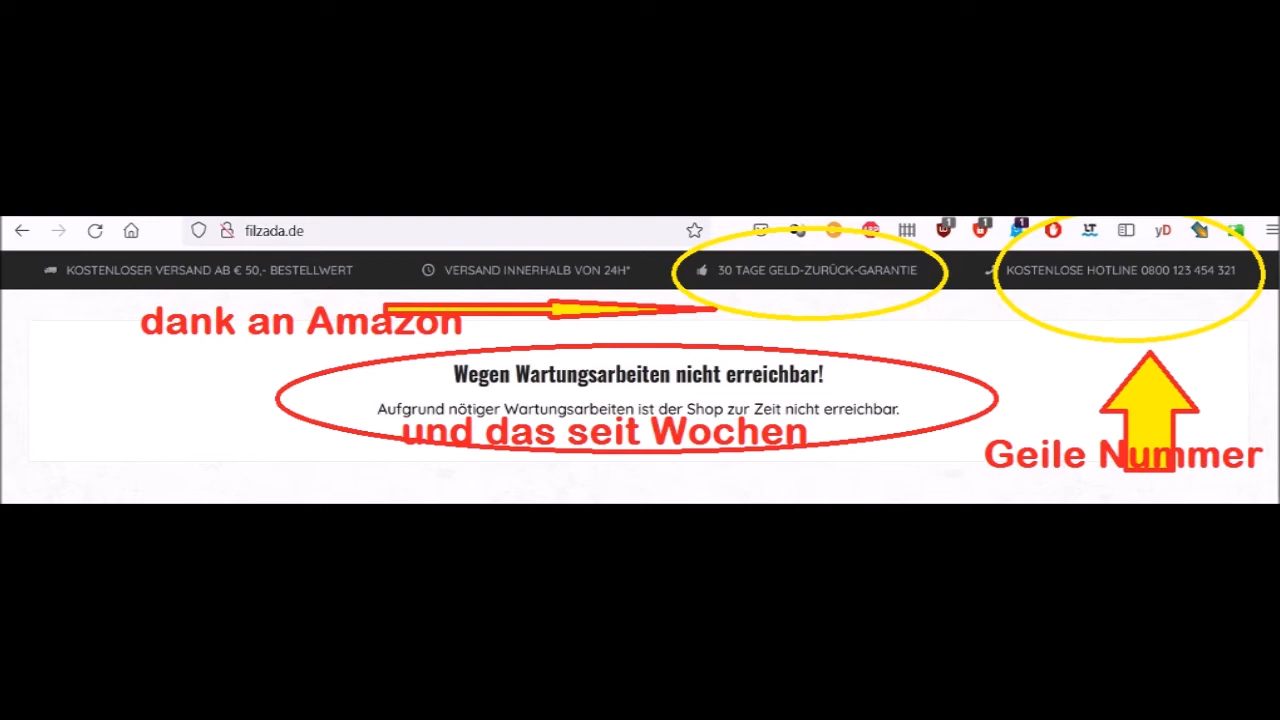 filzada.de
KOSTENLOSER VERSAND AB € 50,- BESTELLWERT
VERSAND INNERHALB VON 24H*
30 TAGE GELD-ZURÜCK-GARANTIE
KOSTENLOSE HOTLINE 0800 123 454 321
dank an Amazon
Wegen Wartungsarbeiten nicht erreichbar!
Aufgrund nötiger Wartungsarbeiten ist der Shop zur Zeit nicht erreichbar.
und das seit Wochen
Geile Nummer